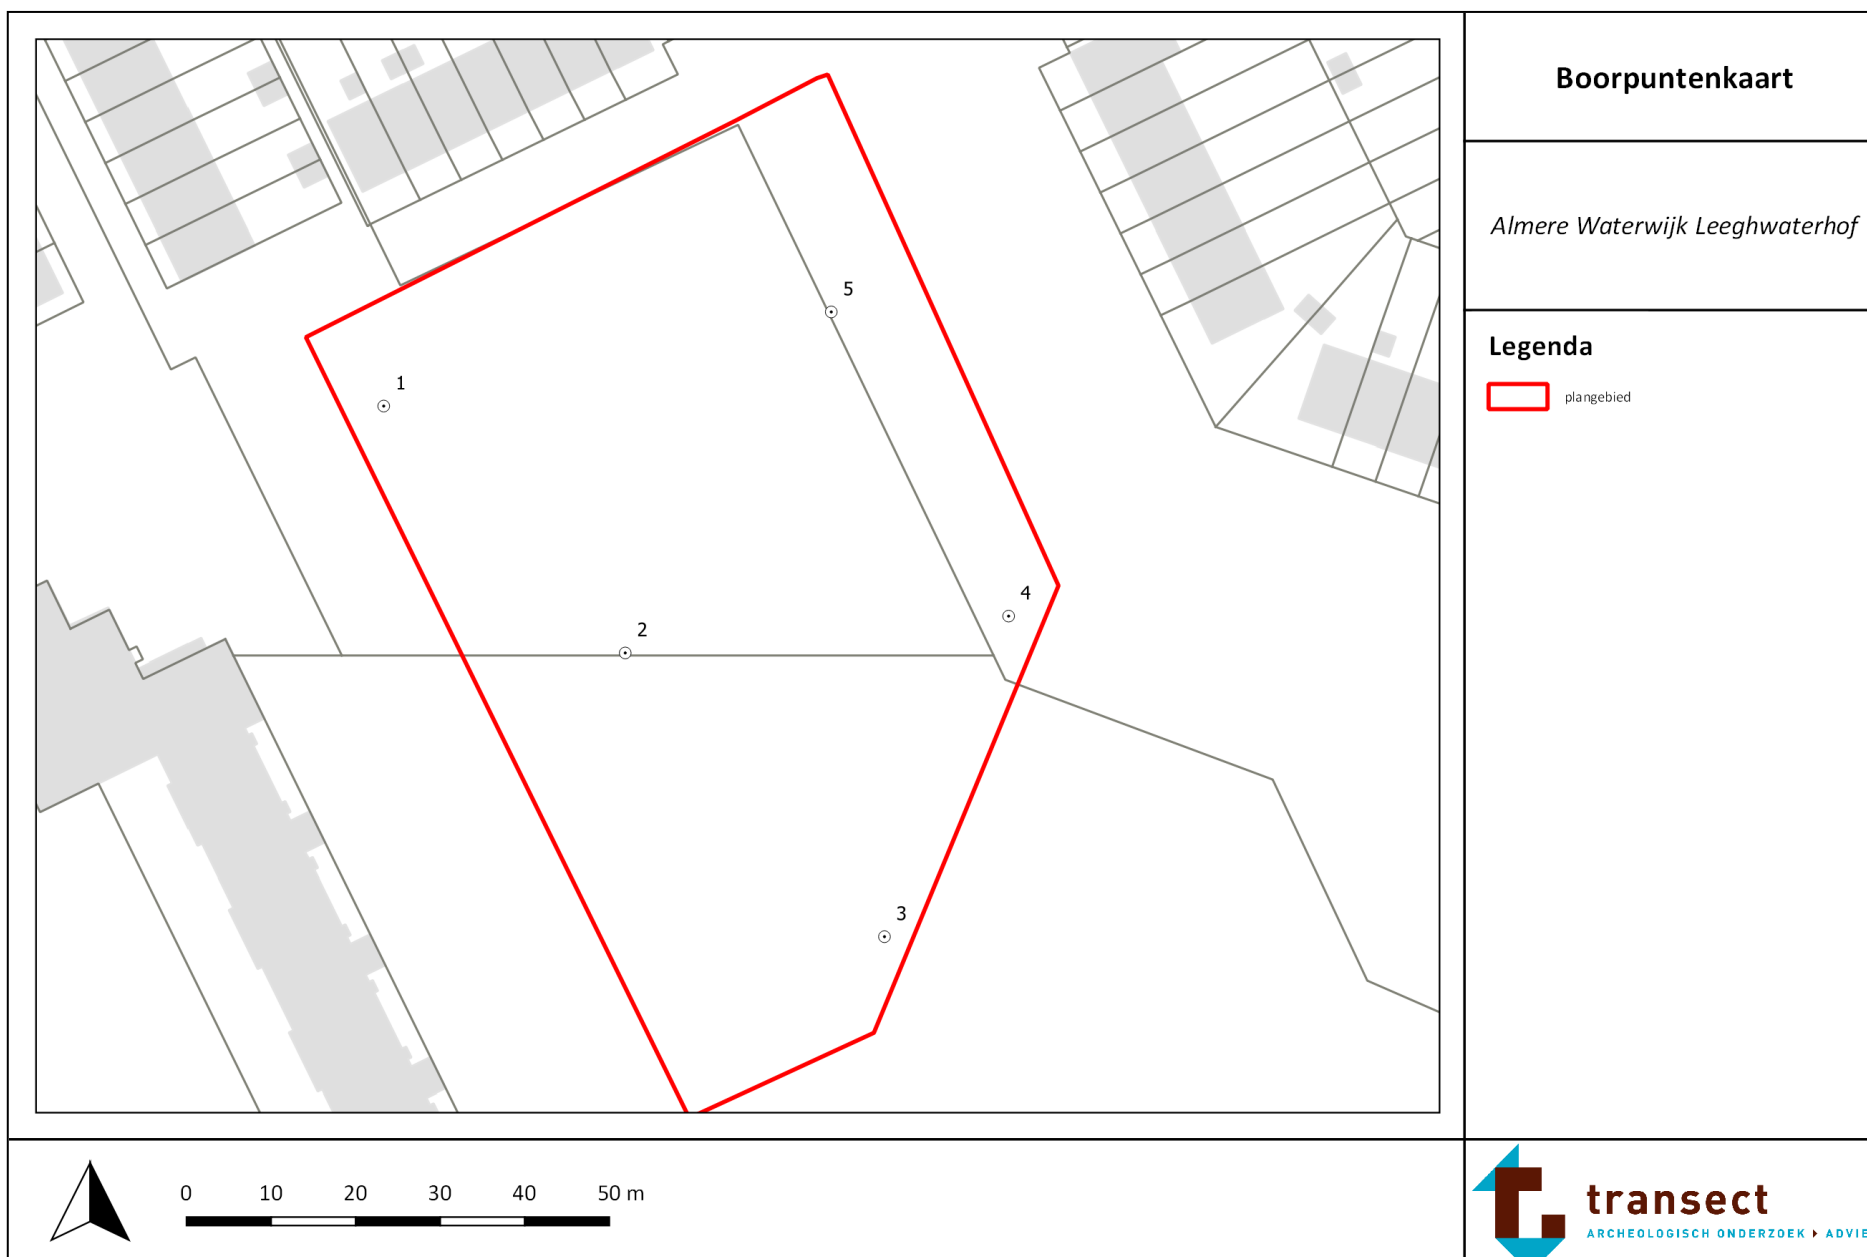 Boorpuntenkaart
Almere Waterwijk Leeghwaterhof
Legenda
plangebied
5
1
4
2
3
0 10 20 30 40 50 m
transect
ARCHEOLOGISCH ONDERZOEK ▸ ADVIE